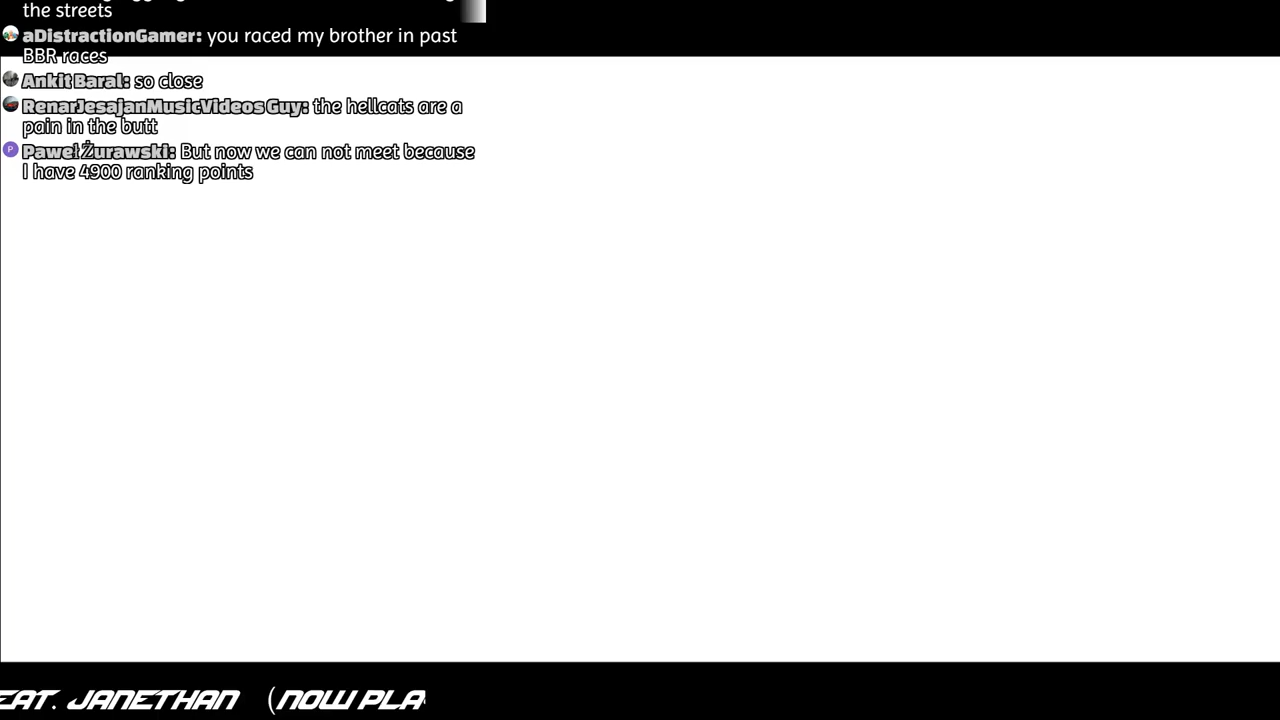 the streets
aDistractionGamer: you raced my brother in past
BBR races
Ankit Baral: so close
RenarJesajanMusicVideos Guy: the hellcats are a
pain in the butt
P Paweł Żurawski: But now we can not meet because
I have 4900 ranking points
EAT. JANETHAN (NOW PLA